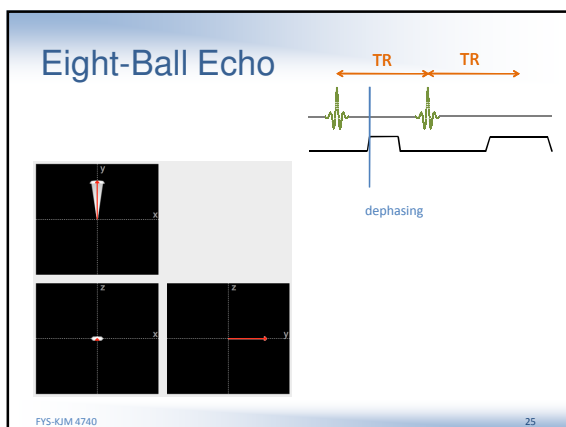 Eight-Ball Echo
TR TR
dephasing
y
x
z
x
z
y
FYS-KJM 4740
25